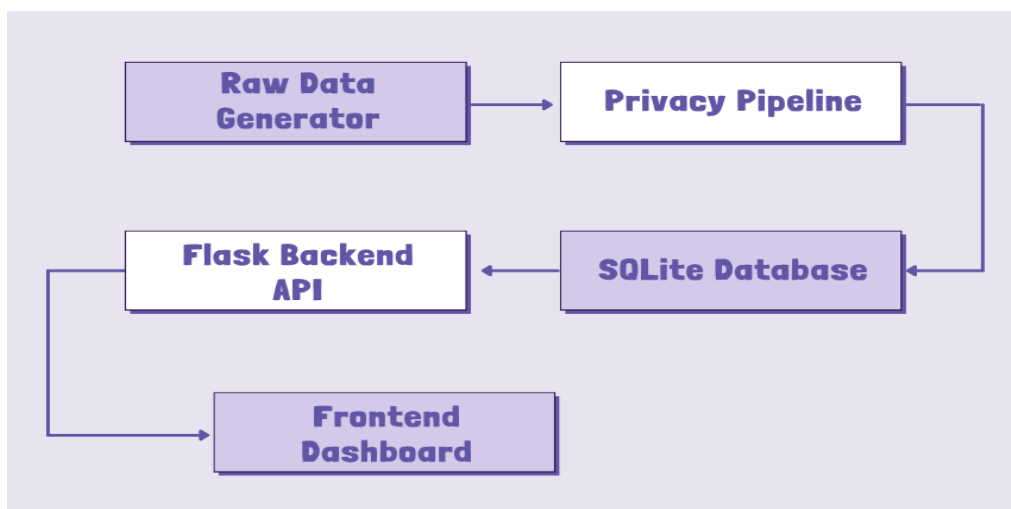 Raw Data
Generator
Privacy Pipeline
SQLite Database
Flask Backend
API
Frontend
Dashboard